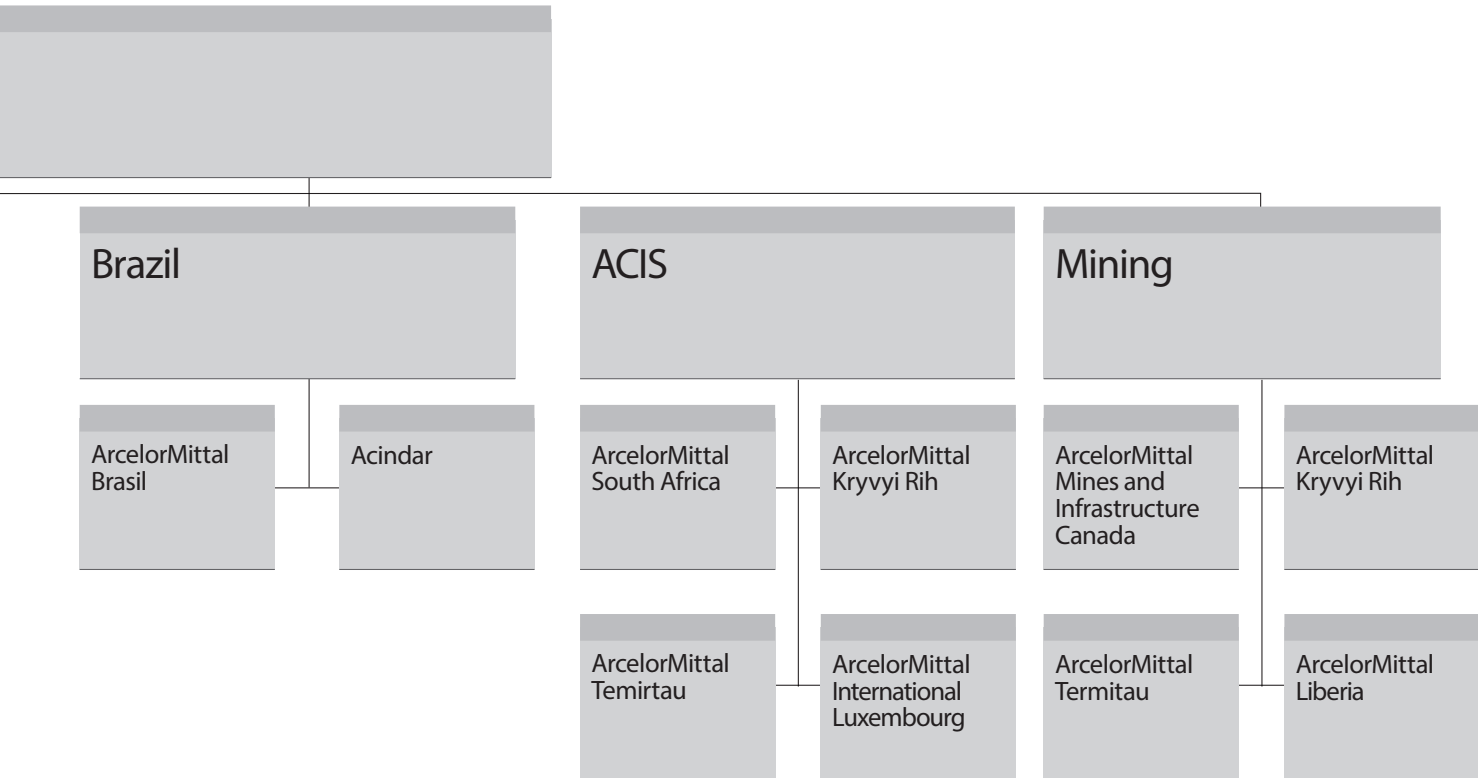 Brazil
ACIS
Mining
ArcelorMittal
Brasil
Acindar
ArcelorMittal
South Africa
ArcelorMittal
Kryvyi Rih
ArcelorMittal
Mines and
Infrastructure
Canada
ArcelorMittal
Kryvyi Rih
ArcelorMittal
Temirtau
ArcelorMittal
International
Luxembourg
ArcelorMittal
Termitau
ArcelorMittal
Liberia